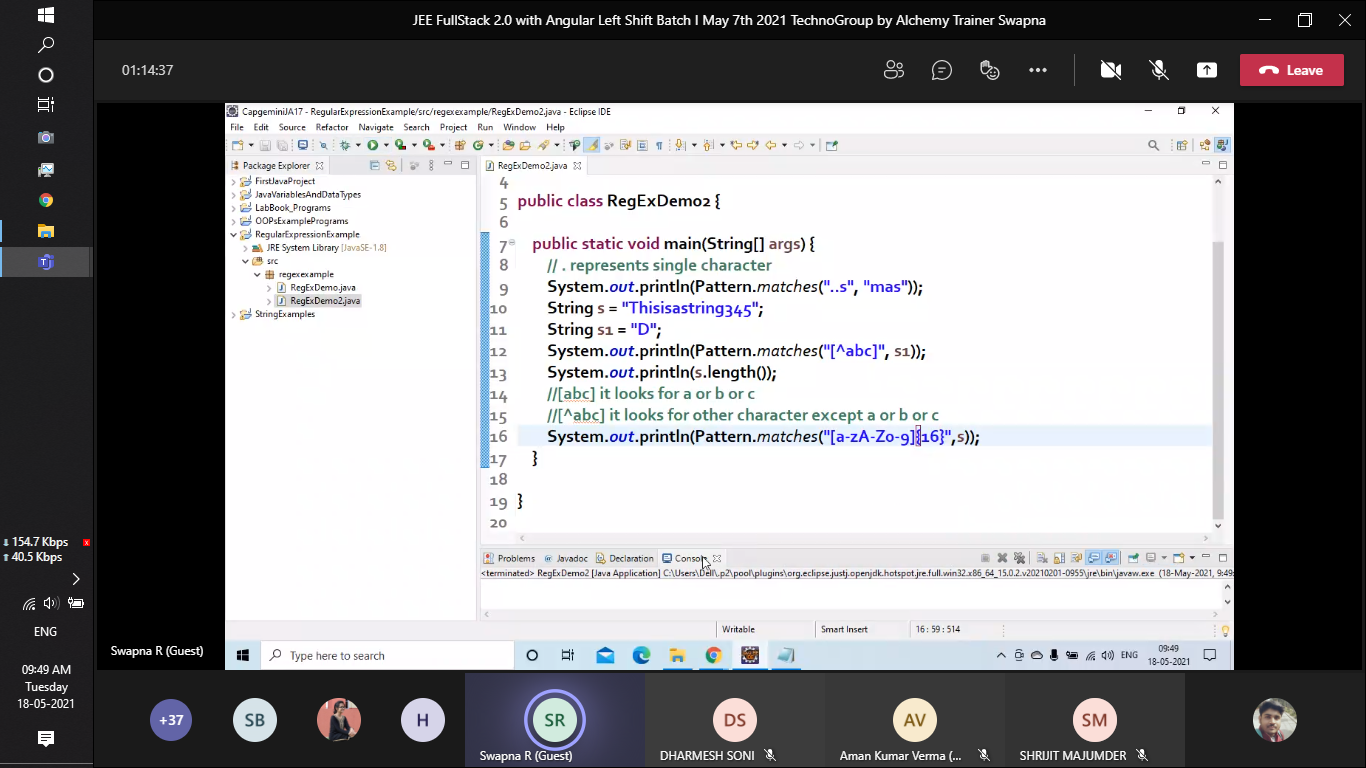 JEE FullStack 2.0 with Angular Left Shift Batch I May 7th 2021 TechnoGroup by Alchemy Trainer Swapna
01:14:37
Leave
CapgeminiJA17 - RegularExpressionExample/src/regexexample/RegExDemo2.java - Eclipse IDE
File Edit Source Refactor Navigate Search Project Run Window Help
Package Explorer
FirstJavaProject
JavaVariablesAndDataTypes
LabBook_Programs
OOPsExamplePrograms
RegularExpressionExample
JRE System Library [JavaSE-1.8]
src
regexexample
RegExDemo.java
RegExDemo2.java
StringExamples
RegExDemo2.java
4
5 public class RegExDemo2 {
6
7 public static void main(String[] args) {
8 // . represents single character
9 System.out.println(Pattern.matches("..s", "mas"));
10 String s = "Thisisastring345";
11 String s1 = "D";
12 System.out.println(Pattern.matches("[^abc]", s1));
13 System.out.println(s.length());
14 //[abc] it looks for a or b or c
15 //[^abc] it looks for other character except a or b or c
16 System.out.println(Pattern.matches("[a-zA-Z0-9]{16}",s));
17 }
18
19 }
20
Problems Javadoc Declaration Console
<terminated> RegExDemo2 [Java Application] C:\Users\Dell\.p2\pool\plugins\org.eclipse.justj.openjdk.hotspot.jre.full.win32.x86_64_15.0.2.v20210201-0955\jre\bin\javaw.exe (18-May-2021, 9:49:
Writable Smart Insert 16 : 59 : 514
Type here to search
ENG
09:49
18-05-2021
Swapna R (Guest)
154.7 Kbps
40.5 Kbps
ENG
09:49 AM
Tuesday
18-05-2021
+37
SB
H
SR
Swapna R (Guest)
DS
DHARMESH SONI
AV
Aman Kumar Verma (...
SM
SHRIJIT MAJUMDER